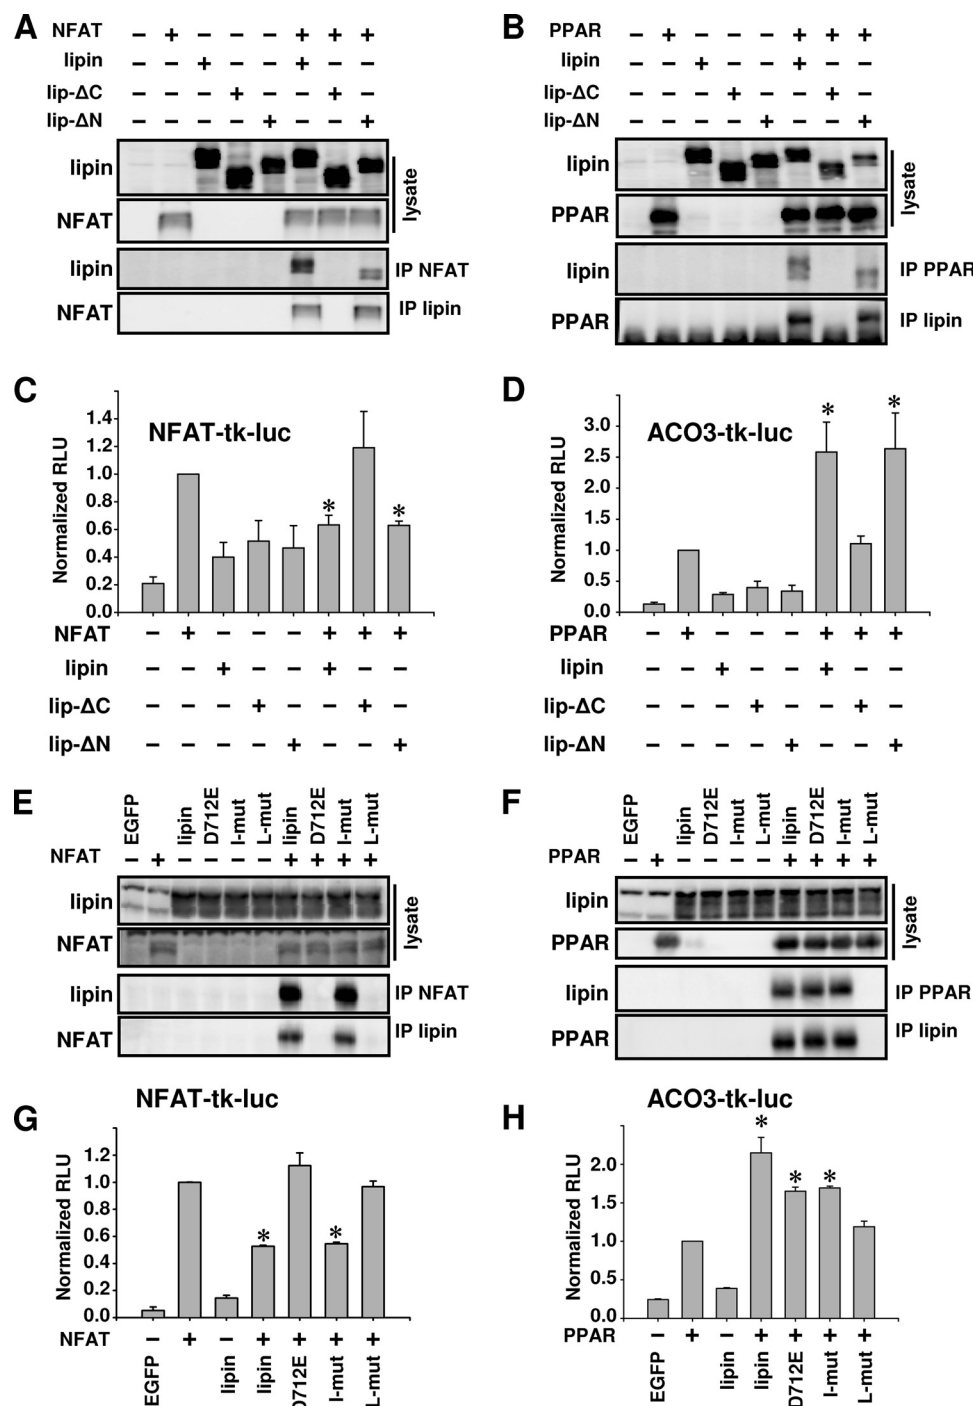 A
NFAT – + – – – + + +
lipin – – + – – + – –
lip-ΔC – – – + – – + –
lip-ΔN – – – – + – – +
lipin
NFAT
lysate
lipin IP NFAT
NFAT IP lipin
B
PPAR – + – – – + + +
lipin – – + – – + – –
lip-ΔC – – – + – – + –
lip-ΔN – – – – + – – +
lipin
PPAR
lysate
lipin IP PPAR
PPAR IP lipin
C
NFAT-tk-luc
Normalized RLU
1.4
1.2
1.0
0.8
0.6
0.4
0.2
0.0
* *
NFAT – + – – – + + +
lipin – – + – – + – –
lip-ΔC – – – + – – + –
lip-ΔN – – – – + – – +
D
ACO3-tk-luc
Normalized RLU
3.0
2.5
2.0
1.5
1.0
0.5
0.0
* *
PPAR – + – – – + + +
lipin – – + – – + – –
lip-ΔC – – – + – – + –
lip-ΔN – – – – + – – +
E
EGFP lipin D712E I-mut L-mut lipin D712E I-mut L-mut
NFAT – + – – – – + + + +
lipin
NFAT
lysate
lipin IP NFAT
NFAT IP lipin
F
EGFP lipin D712E I-mut L-mut lipin D712E I-mut L-mut
PPAR – + – – – – + + + +
lipin
PPAR
lysate
lipin IP PPAR
PPAR IP lipin
G
NFAT-tk-luc
Normalized RLU
1.2
1.0
0.8
0.6
0.4
0.2
0.0
* *
NFAT – + – + + + +
EGFP lipin lipin D712E I-mut L-mut
H
ACO3-tk-luc
Normalized RLU
2.0
1.5
1.0
0.5
0.0
* * *
PPAR – + – + + + +
EGFP lipin lipin D712E I-mut L-mut